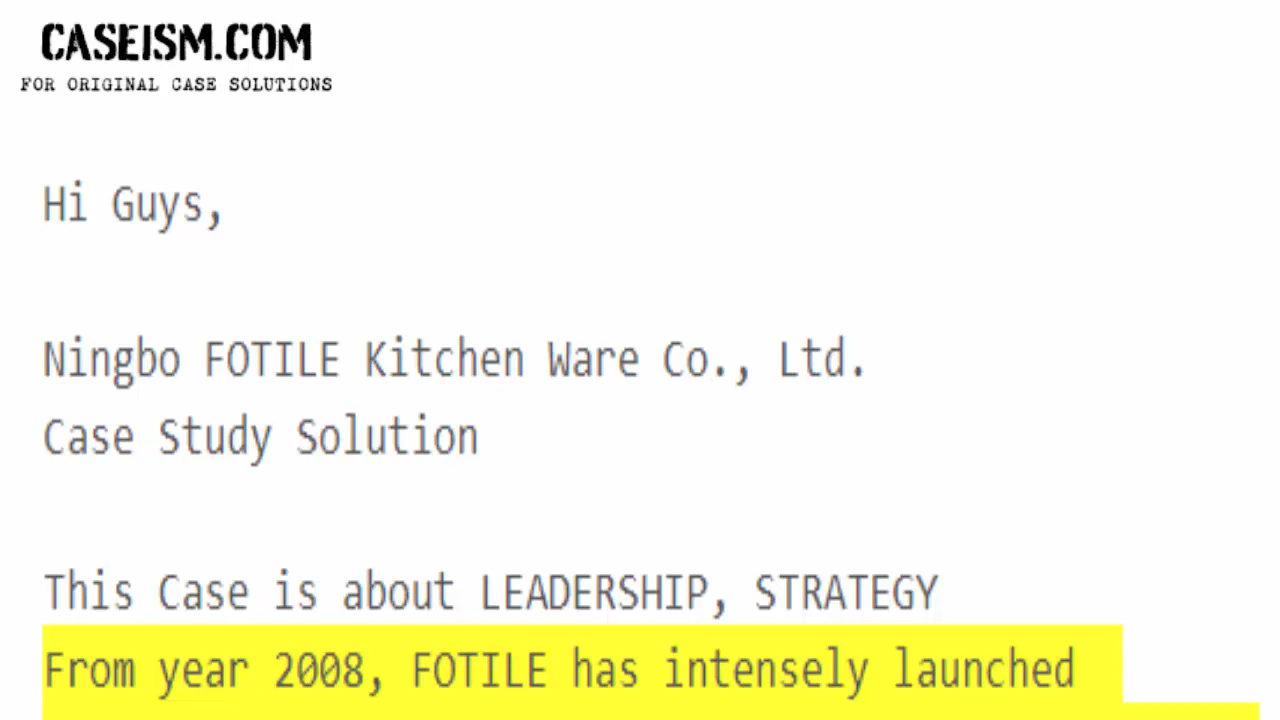 CASEISM.COM
FOR ORIGINAL CASE SOLUTIONS
Hi Guys,
Ningbo FOTILE Kitchen Ware Co., Ltd.
Case Study Solution
This Case is about LEADERSHIP, STRATEGY
From year 2008, FOTILE has intensely launched